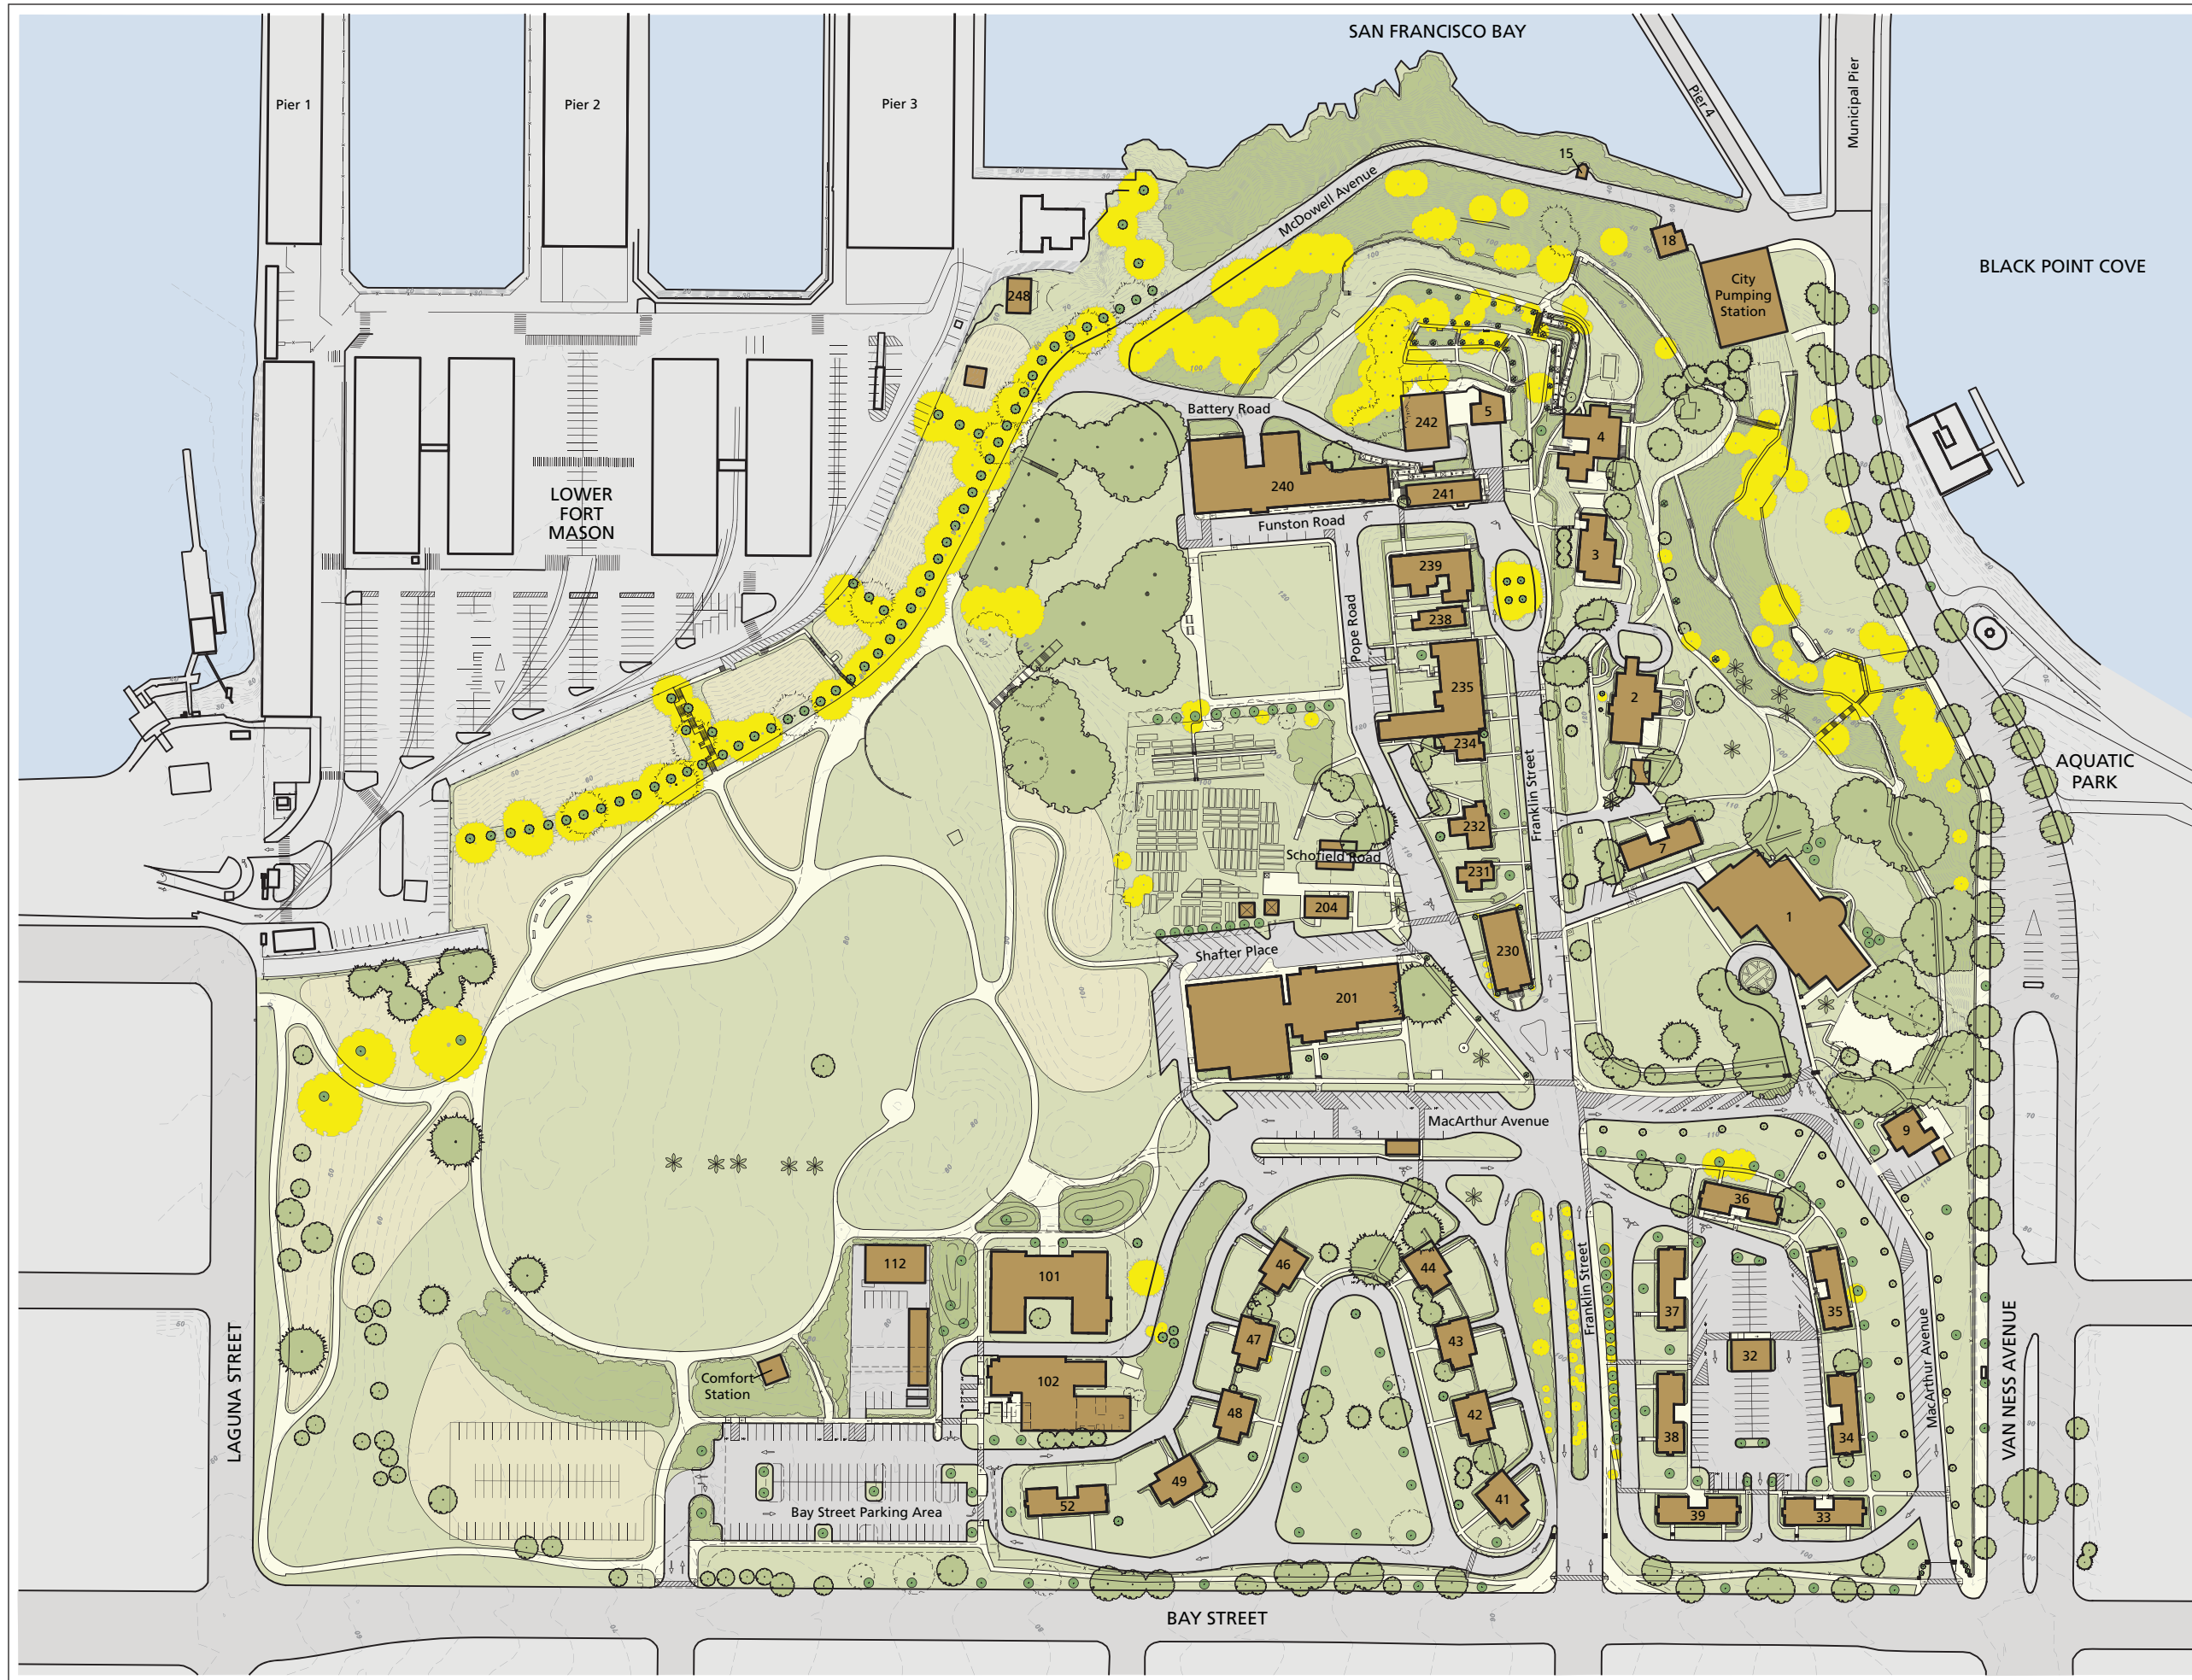 SAN FRANCISCO BAY
Pier 1
Pier 2
Pier 3
Pier 4
Municipal Pier
15
McDowell Avenue
18
City
Pumping
Station
BLACK POINT COVE
248
Battery Road
242
5
4
240
241
LOWER
FORT
MASON
Funston Road
3
239
238
Pope Road
235
2
234
Franklin Street
AQUATIC
PARK
232
7
Schofield Road
231
204
1
230
Shafter Place
201
MacArthur Avenue
9
36
46
44
112
101
37
35
Franklin Street
47
43
32
MacArthur Avenue
LAGUNA STREET
VAN NESS AVENUE
Comfort
Station
102
48
42
38
34
49
52
41
39
33
Bay Street Parking Area
BAY STREET